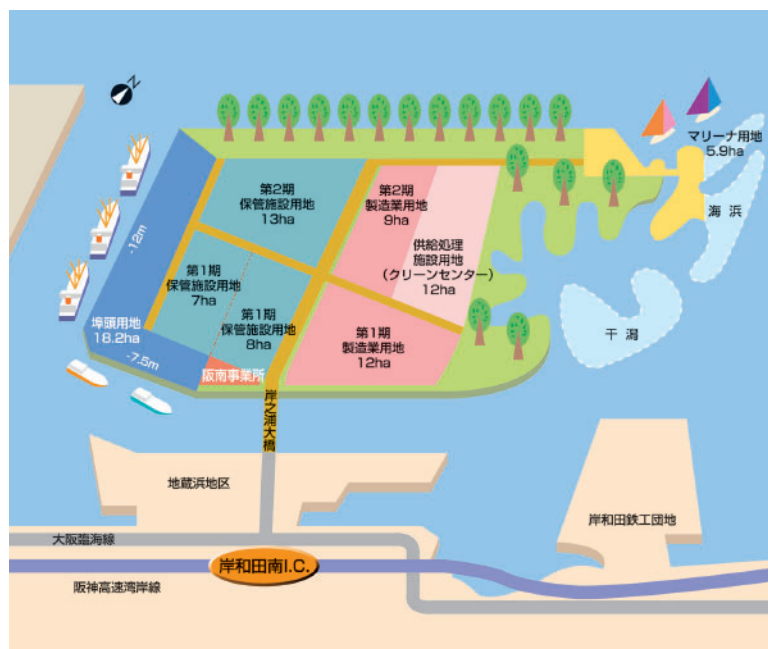 N
マリーナ用地
5.9ha
第2期
保管施設用地
13ha
第2期
製造業用地
9ha
海浜
-12m
供給処理
施設用地
(クリーンセンター)
12ha
第1期
保管施設用地
7ha
第1期
保管施設用地
8ha
埠頭用地
18.2ha
第1期
製造業用地
12ha
干潟
-7.5m
阪南事業所
岸之浦大橋
地蔵浜地区
岸和田鉄工団地
大阪臨海線
岸和田南I.C.
阪神高速湾岸線